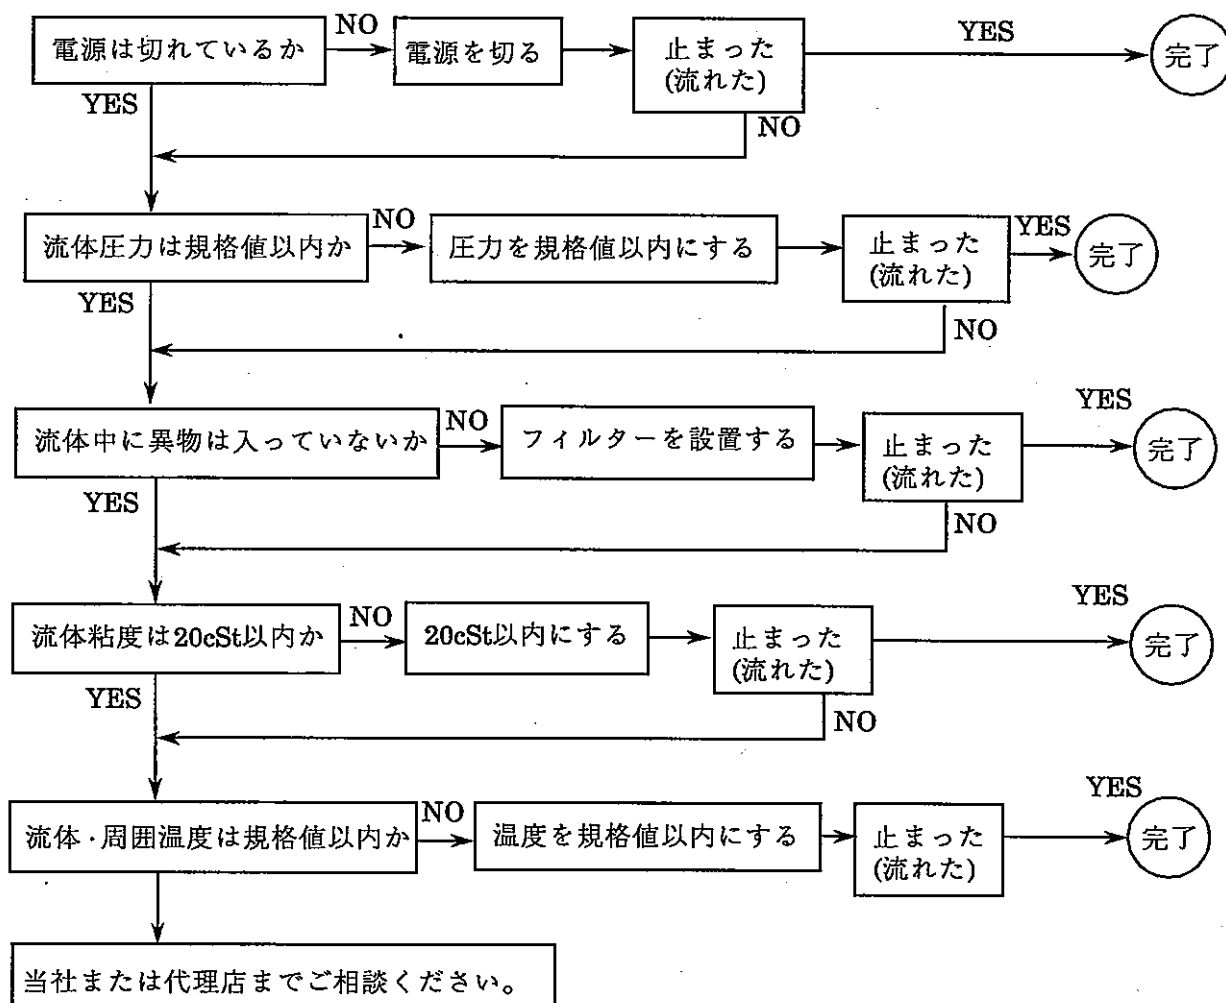 電源は切れているか
NO
電源を切る
止まった
(流れた)
YES
完了
YES
NO
流体圧力は規格値以内か
NO
圧力を規格値以内にする
止まった
(流れた)
YES
完了
YES
NO
流体中に異物は入っていないか
NO
フィルターを設置する
止まった
(流れた)
YES
完了
YES
NO
流体粘度は20cSt以内か
NO
20cSt以内にする
止まった
(流れた)
YES
完了
YES
NO
流体・周囲温度は規格値以内か
NO
温度を規格値以内にする
止まった
(流れた)
YES
完了
当社または代理店までご相談ください。